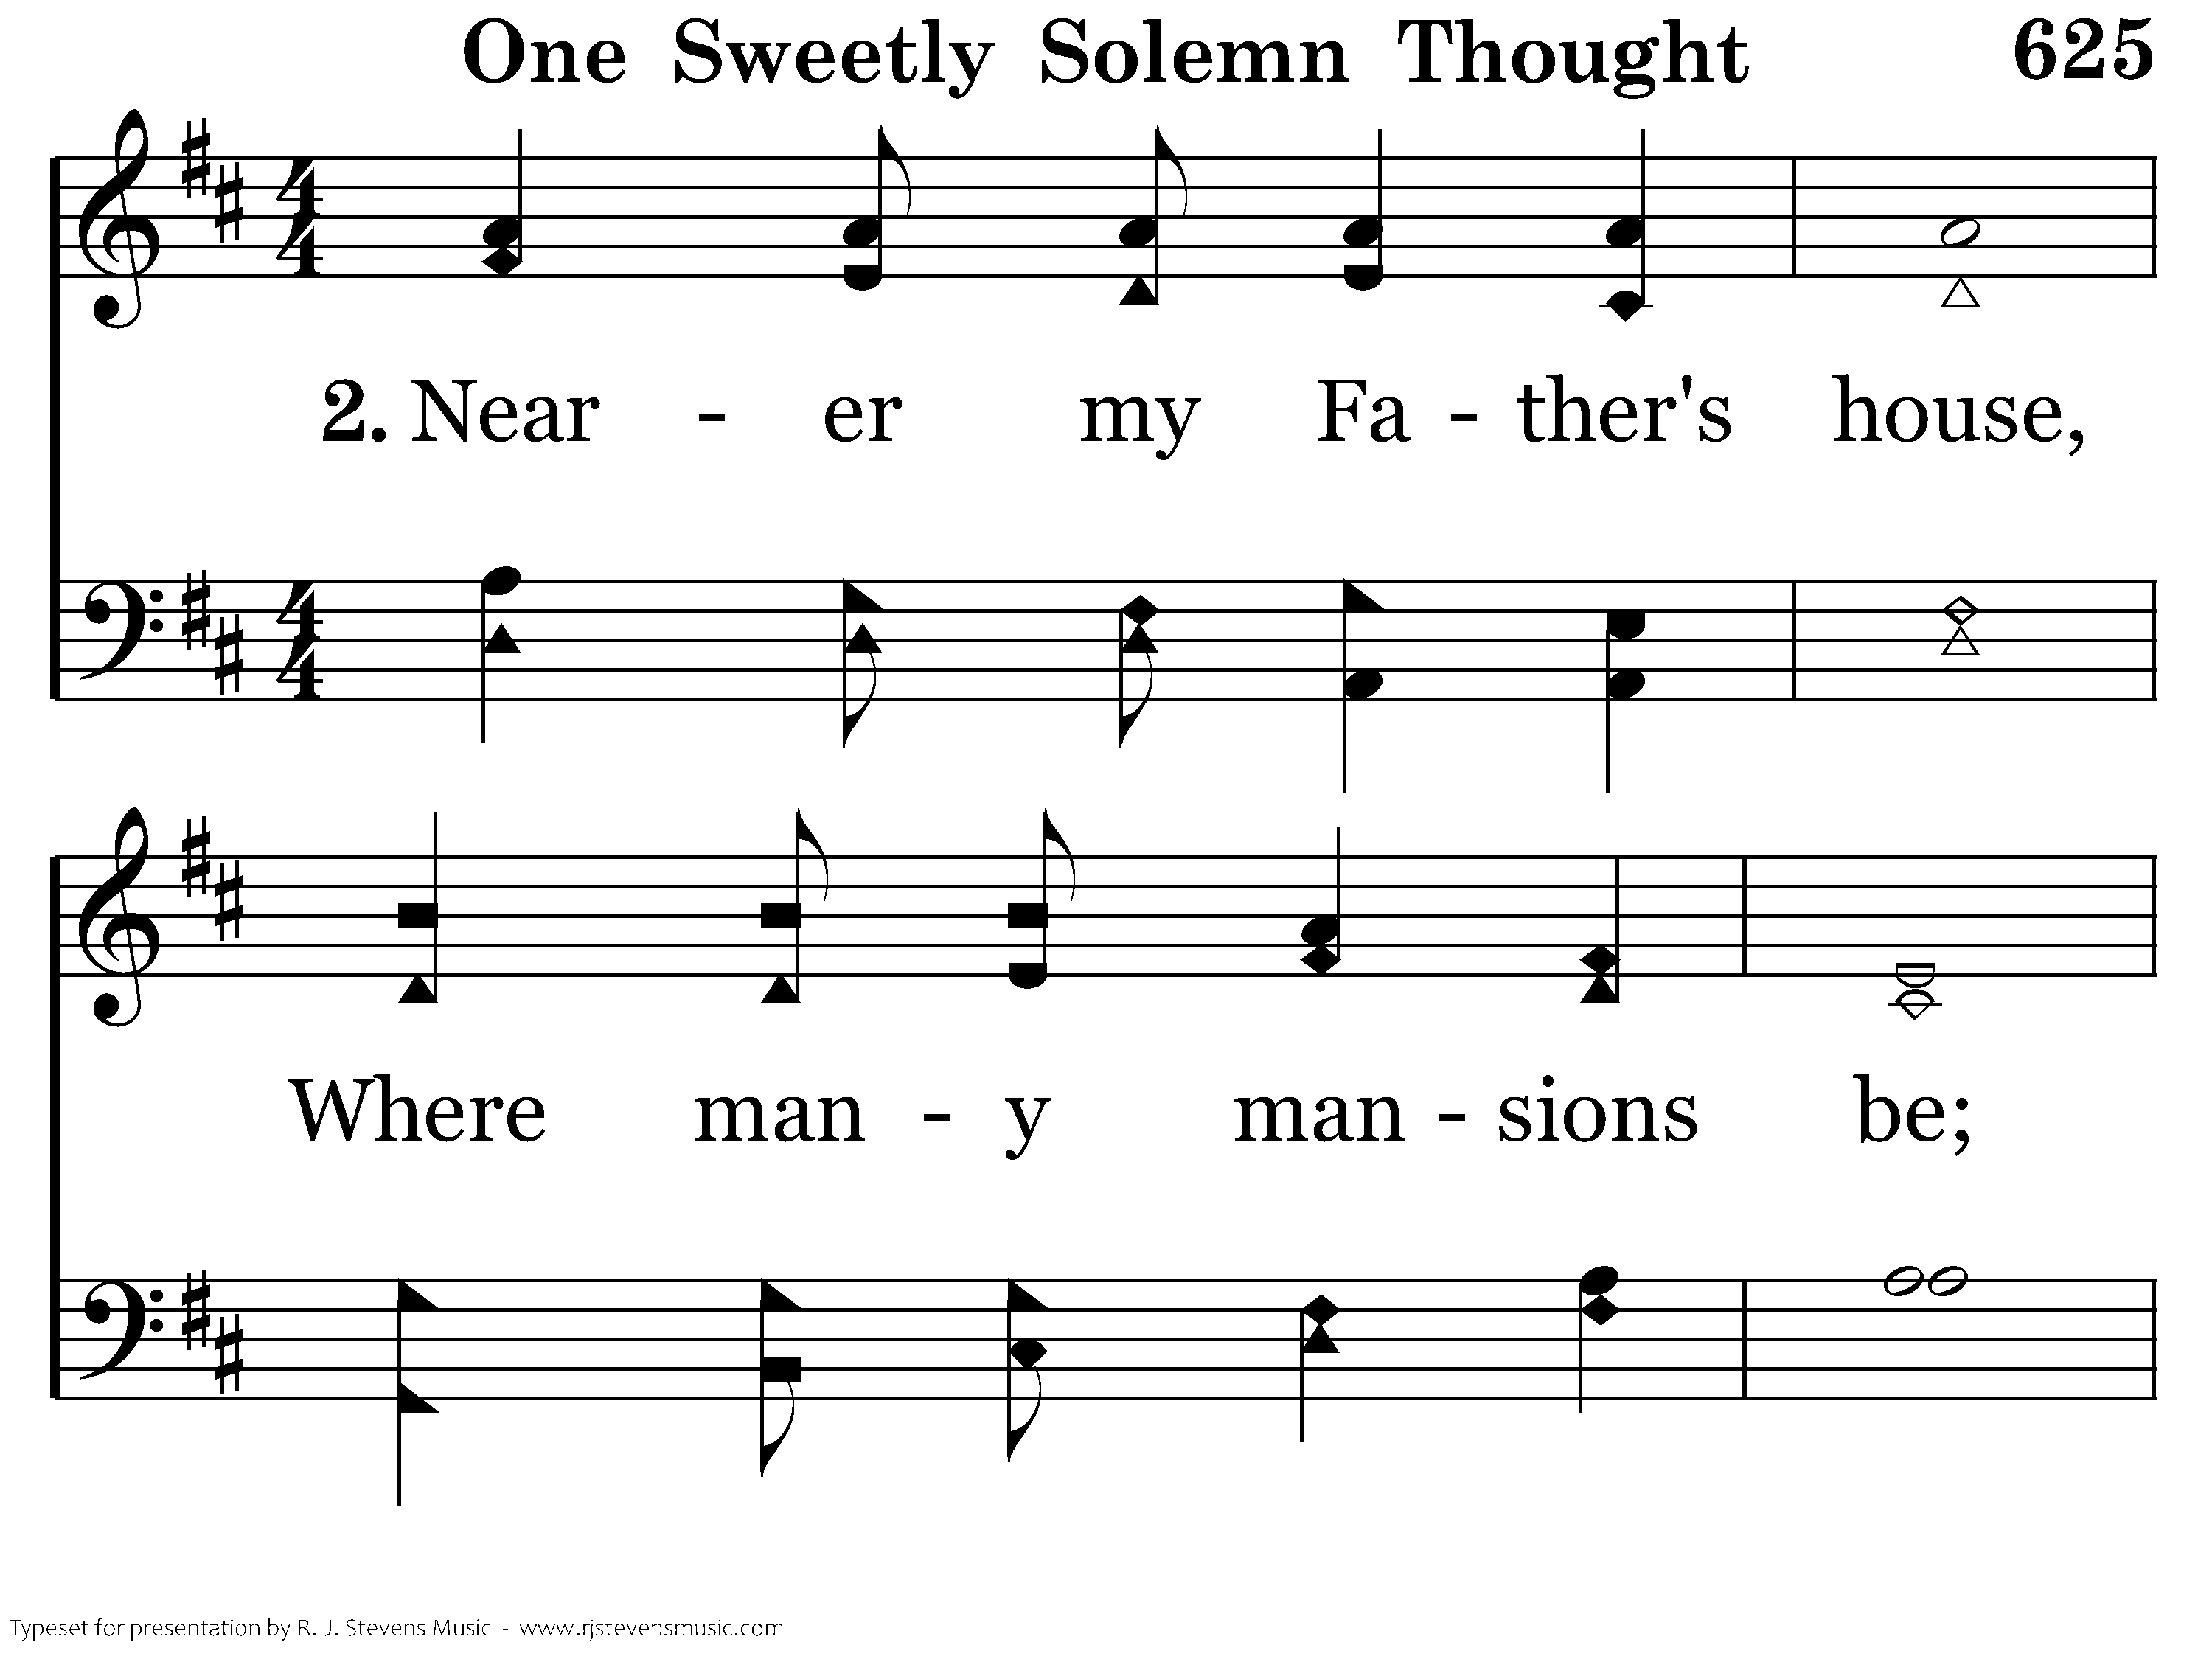 One Sweetly Solemn Thought 625
2. Near - er my Fa - ther's house,
Where man - y man - sions be;
Typeset for presentation by R. J. Stevens Music - www.rjstevensmusic.com